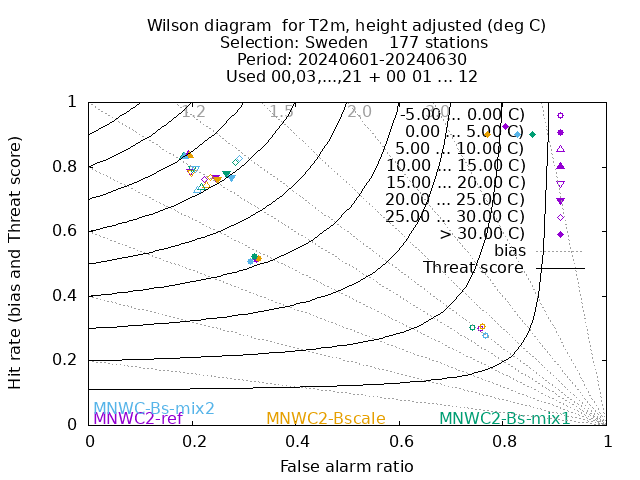 Wilson diagram  for T2m, height adjusted (deg C)
Selection: Sweden    177 stations
Period: 20240601-20240630
Used 00,03,...,21 + 00 01 ... 12
Hit rate (bias and Threat score)
1
0.8
0.6
0.4
0.2
0
1.2 1.5 2.0 3.0
-5.00 ... 0.00 C)
0.00 ... 5.00 C)
5.00 ... 10.00 C)
10.00 ... 15.00 C)
15.00 ... 20.00 C)
20.00 ... 25.00 C)
25.00 ... 30.00 C)
> 30.00 C)
bias
Threat score
MNWC-Bs-mix2
MNWC2-ref MNWC2-Bscale MNWC2-Bs-mix1
0 0.2 0.4 0.6 0.8 1
False alarm ratio